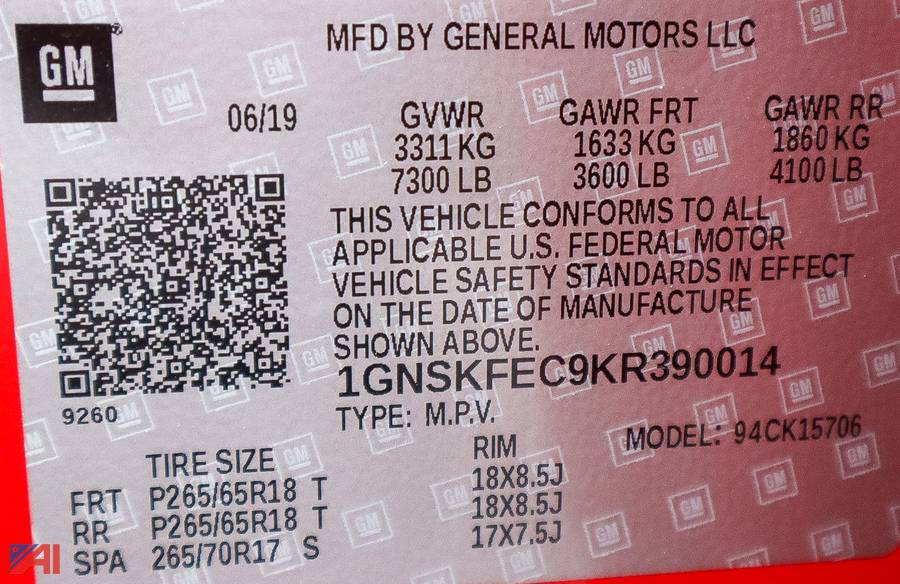 GM
MFD BY GENERAL MOTORS LLC
06/19 GVWR GAWR FRT GAWR RR
3311 KG 1633 KG 1860 KG
7300 LB 3600 LB 4100 LB
THIS VEHICLE CONFORMS TO ALL
APPLICABLE U.S. FEDERAL MOTOR
VEHICLE SAFETY STANDARDS IN EFFECT
ON THE DATE OF MANUFACTURE
SHOWN ABOVE.
1GNSKFEC9KR390014
9260
TYPE: M.P.V.
MODEL: 94CK15706
TIRE SIZE RIM
FRT P265/65R18 T 18X8.5J
RR P265/65R18 T 18X8.5J
SPA 265/70R17 S 17X7.5J
AI